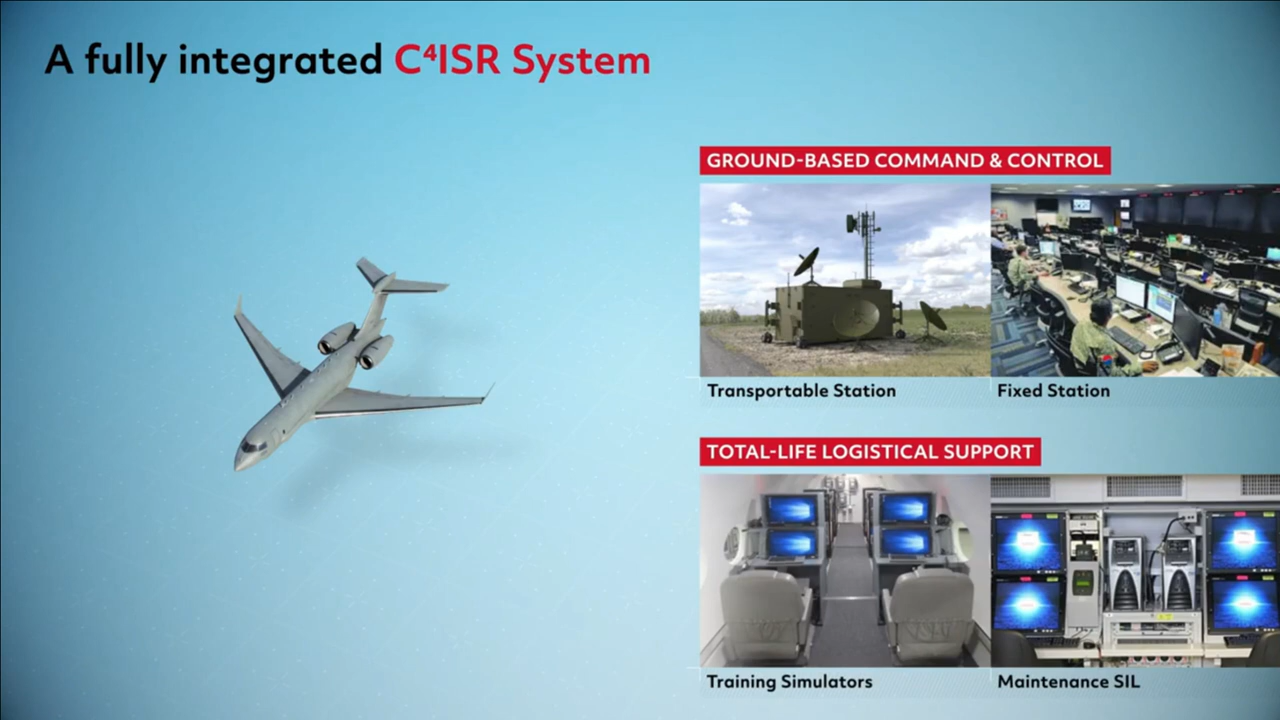 A fully integrated C⁴ISR System
GROUND-BASED COMMAND & CONTROL
Transportable Station
Fixed Station
TOTAL-LIFE LOGISTICAL SUPPORT
Training Simulators
Maintenance SIL